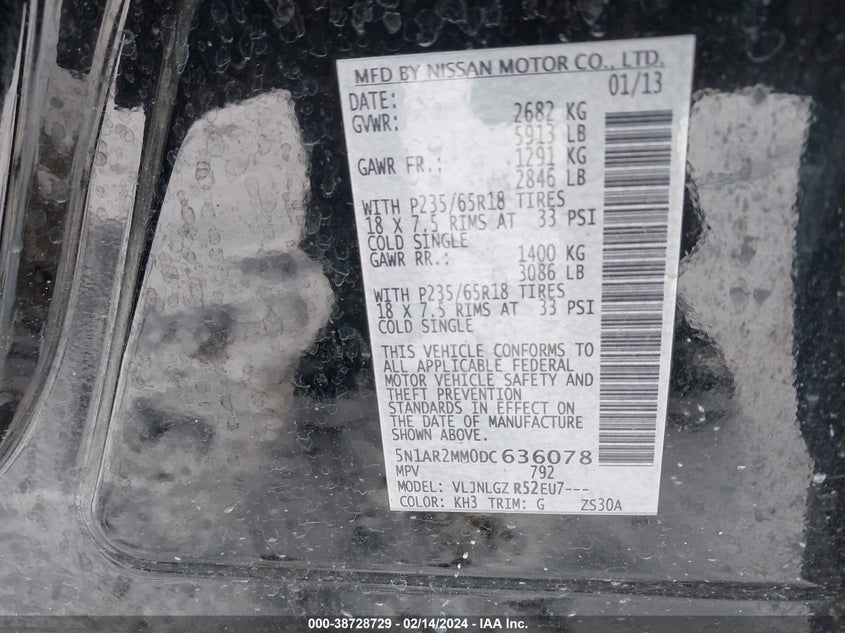 MFD BY NISSAN MOTOR CO., LTD.
DATE: 01/13
GVWR: 2682 KG
5913 LB
GAWR FR.: 1291 KG
2846 LB
WITH P235/65R18 TIRES
18 X 7.5 RIMS AT 33 PSI
COLD SINGLE
GAWR RR.: 1400 KG
3086 LB
WITH P235/65R18 TIRES
18 X 7.5 RIMS AT 33 PSI
COLD SINGLE
THIS VEHICLE CONFORMS TO
ALL APPLICABLE FEDERAL
MOTOR VEHICLE SAFETY AND
THEFT PREVENTION
STANDARDS IN EFFECT ON
THE DATE OF MANUFACTURE
SHOWN ABOVE.
5N1AR2MM0DC636078
MPV 792
MODEL: VLJNLGZ R52EU7---
COLOR: KH3 TRIM: G ZS30A
000-38728729 - 02/14/2024 - IAA Inc.